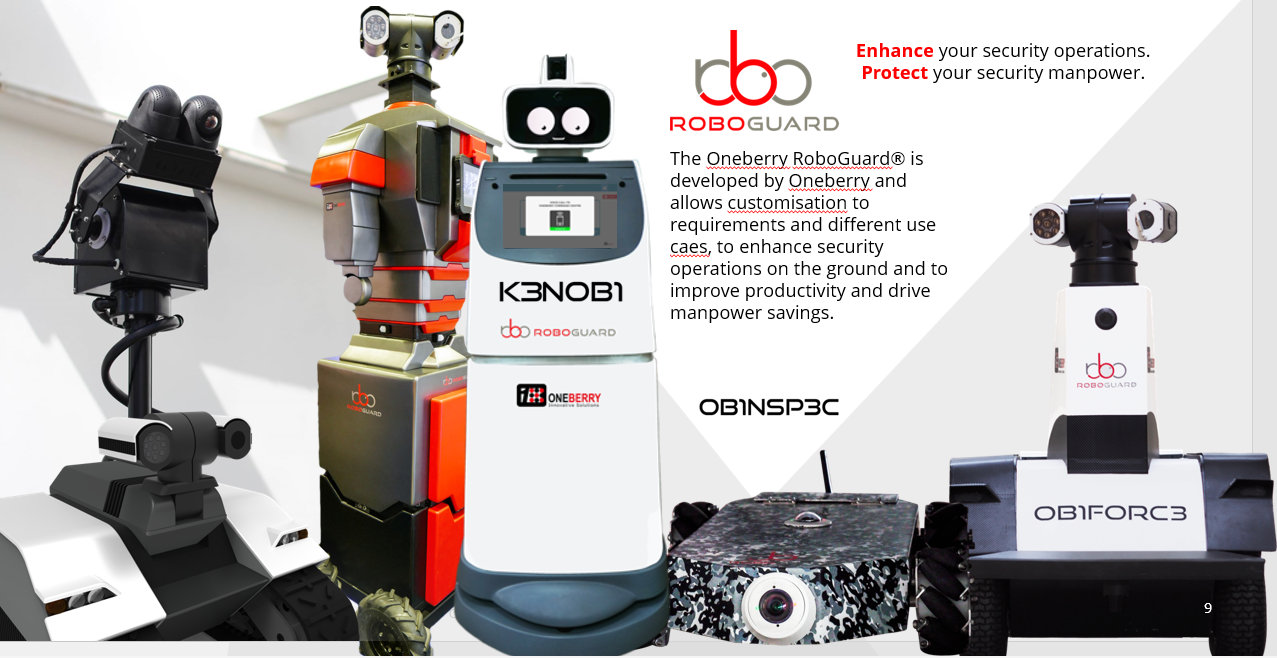 Enhance your security operations.
Protect your security manpower.
ROBOGUARD
The Oneberry RoboGuard® is
developed by Oneberry and
allows customisation to
requirements and different use
caes, to enhance security
operations on the ground and to
improve productivity and drive
manpower savings.
K3NOB1
ROBOGUARD
ONEBERRY
Innovative Solutions
ROBOGUARD
OB1NSP3C
ROBOGUARD
OB1FORC3
9